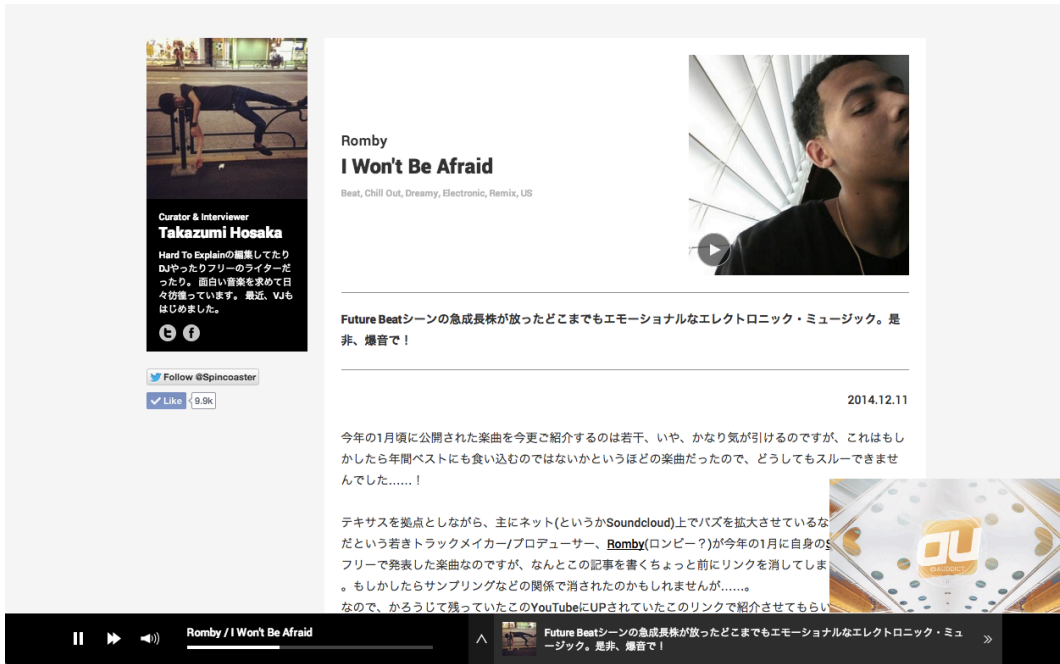 Curator & Interviewer
Takazumi Hosaka
Hard To Explainの編集してたり
DJやったりフリーのライターだ
ったり。 面白い音楽を求めて日
々彷徨っています。 最近、VJも
はじめました。
Follow @Spincoaster
Like
9.9k
Romby
I Won't Be Afraid
Beat, Chill Out, Dreamy, Electronic, Remix, US
Future Beatシーンの急成長株が放ったどこまでもエモーショナルなエレクトロニック・ミュージック。是
非、爆音で！
2014.12.11
今年の1月頃に公開された楽曲を今更ご紹介するのは若干、いや、かなり気が引けるのですが、これはもし
かしたら年間ベストにも食い込むのではないかというほどの楽曲だったので、どうしてもスルーできませ
んでした……！
テキサスを拠点としながら、主にネット(というかSoundcloud)上でバズを拡大させているな
だという若きトラックメイカー/プロデューサー、Romby(ロンビー？)が今年の1月に自身のS
フリーで発表した楽曲なのですが、なんとこの記事を書くちょっと前にリンクを消してしま
。もしかしたらサンプリングなどの関係で消されたのかもしれませんが……。
なので、かろうじて残っていたこのYouTubeにUPされていたこのリンクで紹介させてもらい
au
@AUDDICT
Romby / I Won't Be Afraid
Future Beatシーンの急成長株が放ったどこまでもエモーショナルなエレクトロニック・ミュ
ージック。是非、爆音で！